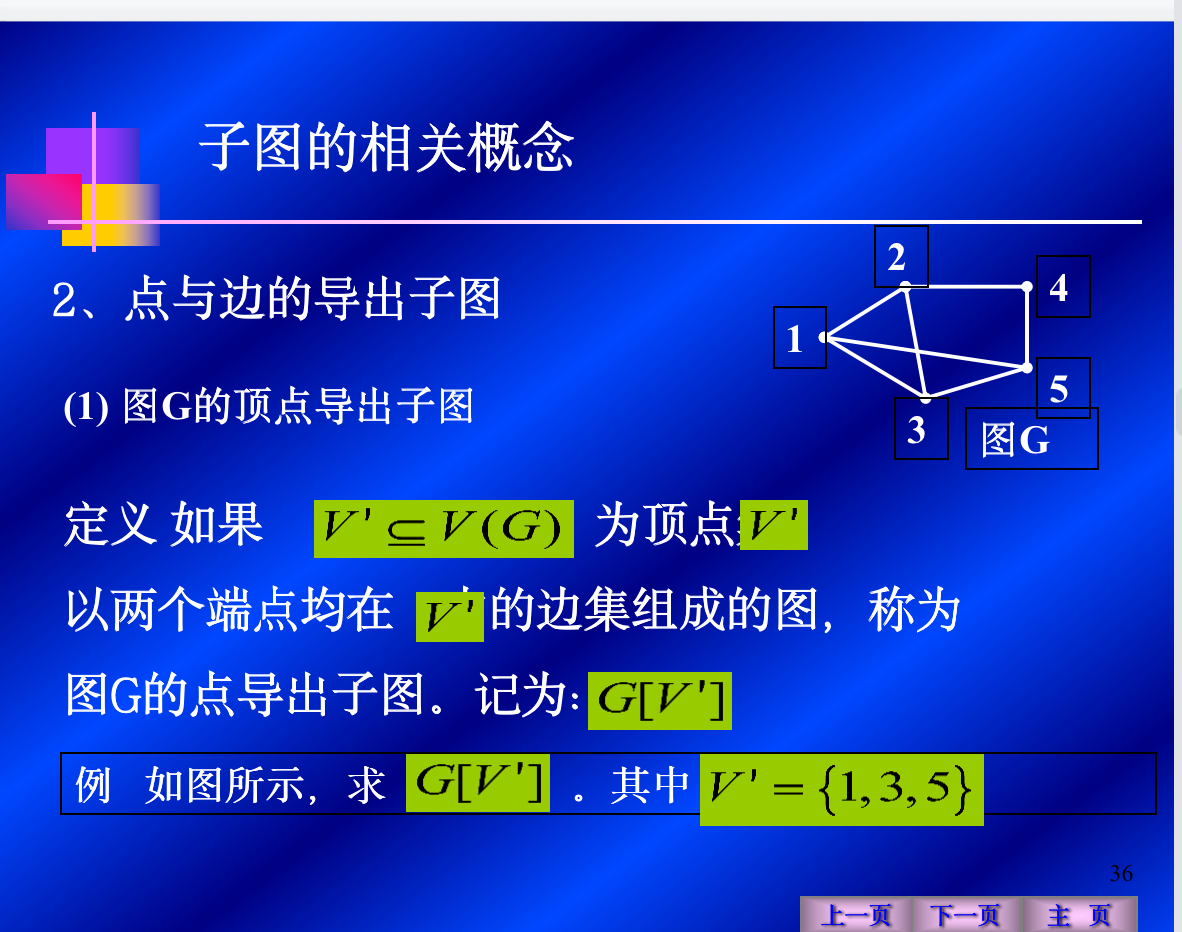 子图的相关概念
2、点与边的导出子图
2
4
1
5
3
图G
(1) 图G的顶点导出子图
定义 如果 V' ⊆ V(G) 为顶点 V'
以两个端点均在 V' 的边集组成的图，称为
图G的点导出子图。记为: G[V']
例 如图所示，求 G[V'] 。其中 V' = {1, 3, 5}
36
上一页 下一页 主 页